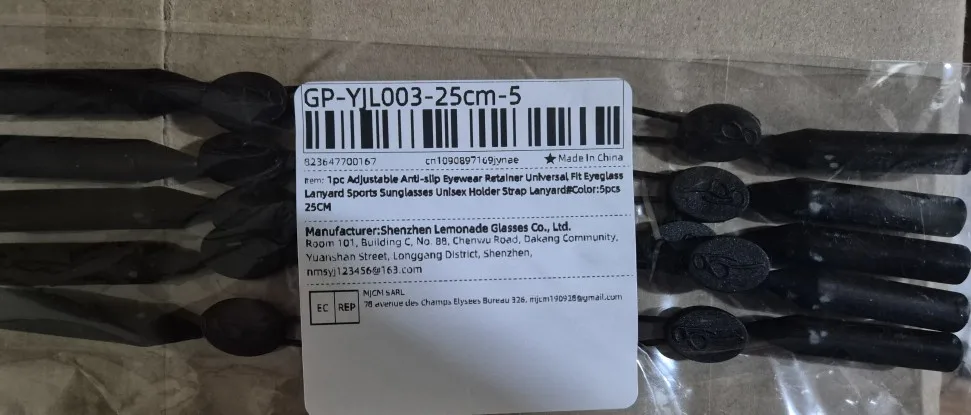 GP-YJL003-25cm-5
823647700167 cn1090897169jvnae ★ Made In China
Item: 1pc Adjustable Anti-slip Eyewear Retainer Universal Fit Eyeglass
Lanyard Sports Sunglasses Unisex Holder Strap Lanyard#Color:5pcs
25CM
Manufacturer:Shenzhen Lemonade Glasses Co., Ltd.
Room 101, Building C, No. 88, Chenwu Road, Dakang Community,
Yuanshan Street, Longgang District, Shenzhen,
nmsyj123456@163.com
EC REP
MJCM SARL
78 avenue des Champs Elysees Bureau 326, mjcm190918@gmail.com